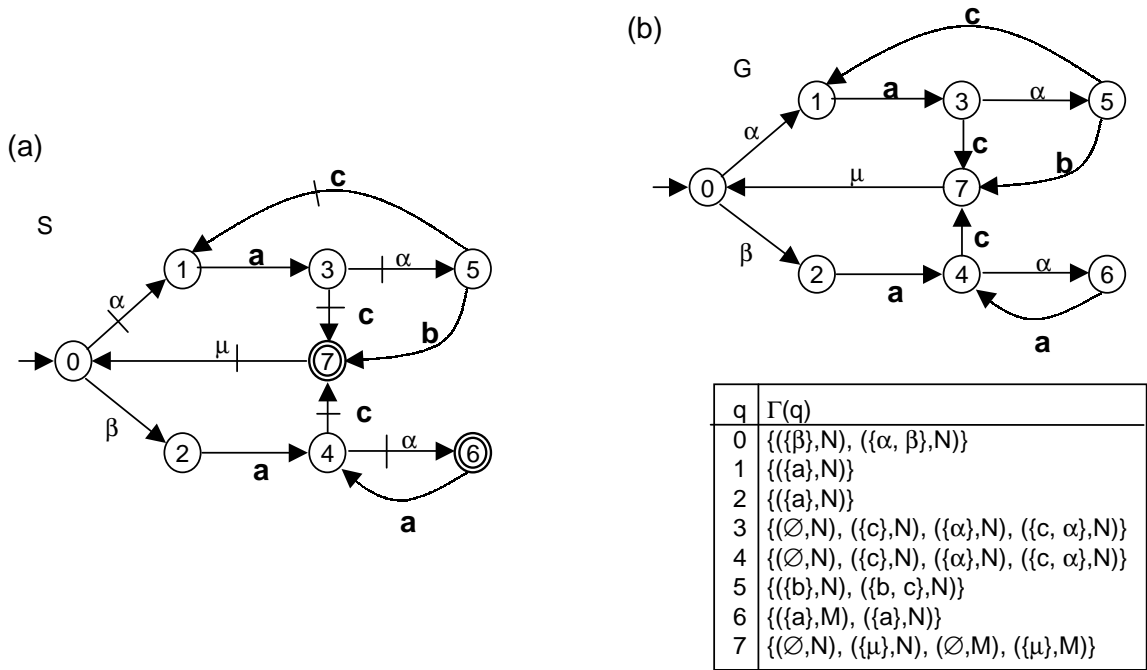 (a)
S
0
1
2
3
4
5
6
7
α
β
a
a
c
α
c
b
μ
c
α
a
(b)
G
0
1
2
3
4
5
6
7
α
β
a
a
c
α
c
b
μ
c
α
a
q Γ(q)
0 {({β},N), ({α, β},N)}
1 {({a},N)}
2 {({a},N)}
3 {(∅,N), ({c},N), ({α},N), ({c, α},N)}
4 {(∅,N), ({c},N), ({α},N), ({c, α},N)}
5 {({b},N), ({b, c},N)}
6 {({a},M), ({a},N)}
7 {(∅,N), ({μ},N), (∅,M), ({μ},M)}